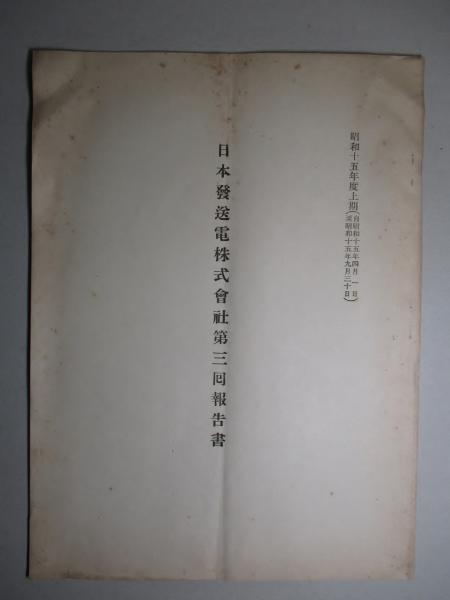 昭和十五年度上期(自昭和十五年四月一日
至昭和十五年九月三十日)
日本發送電株式會社第三回報吿書